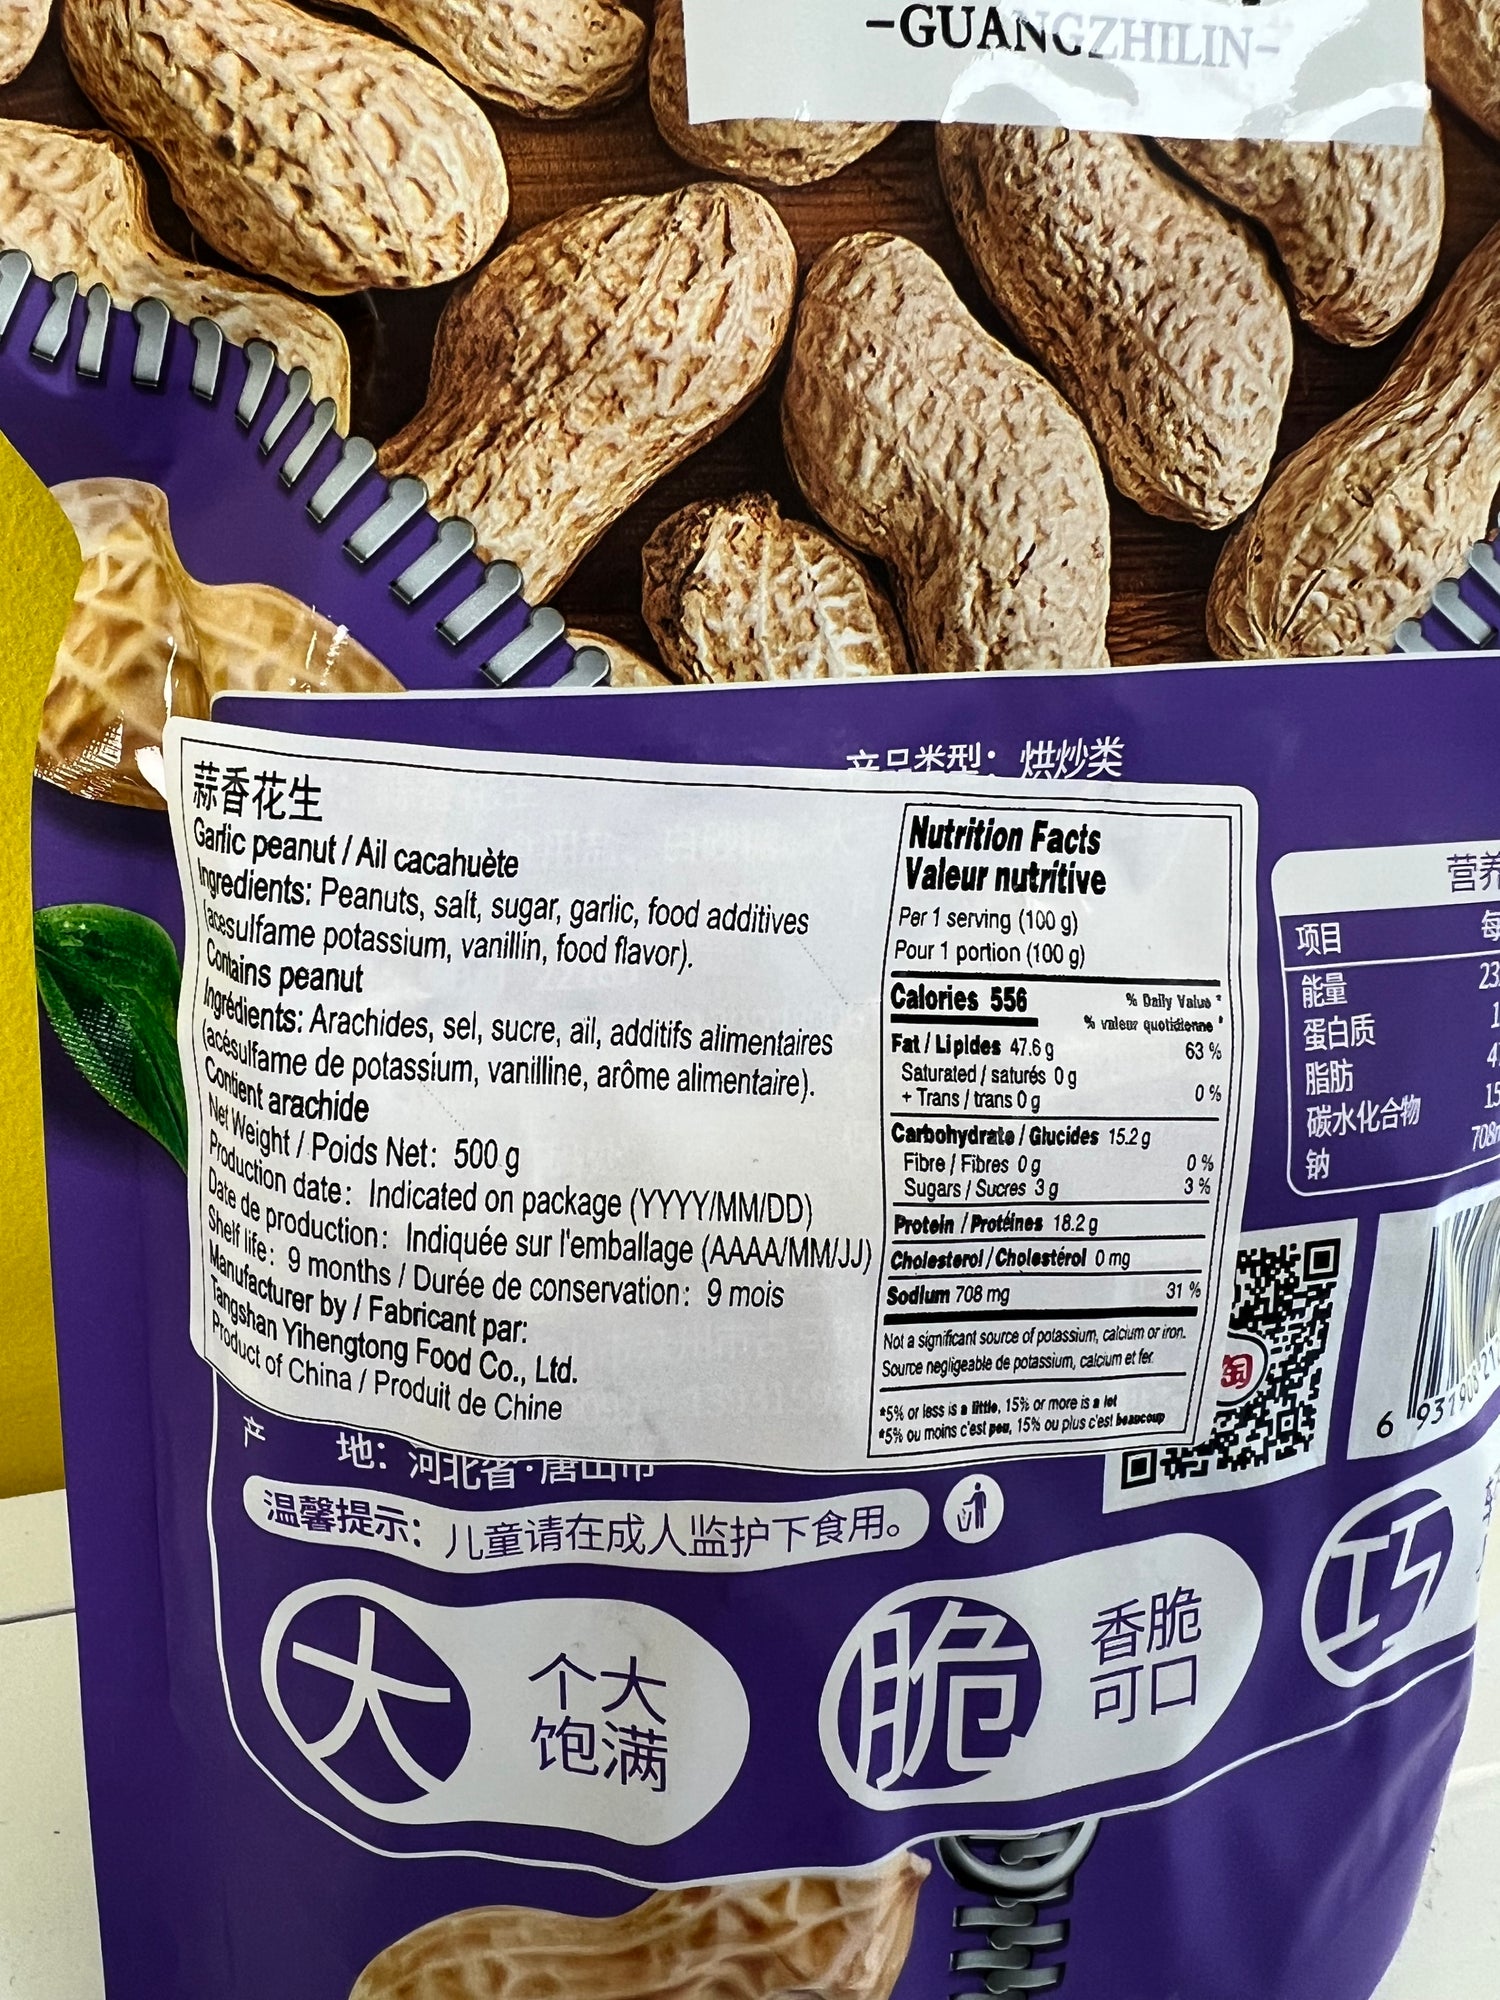 -GUANGZHILIN-
产品类型：烘炒类
蒜香花生
Garlic peanut / Ail cacahuète
Ingredients: Peanuts, salt, sugar, garlic, food additives
(acesulfame potassium, vanillin, food flavor).
Contains peanut
Ingrédients: Arachides, sel, sucre, ail, additifs alimentaires
(acésulfame de potassium, vanilline, arôme alimentaire).
Contient arachide
Net Weight / Poids Net: 500 g
Production date: Indicated on package (YYYY/MM/DD)
Date de production: Indiquée sur l'emballage (AAAA/MM/JJ)
Shelf life: 9 months / Durée de conservation: 9 mois
Manufacturer by / Fabricant par:
Tangshan Yihengtong Food Co., Ltd.
Product of China / Produit de Chine
Nutrition Facts
Valeur nutritive
Per 1 serving (100 g)
Pour 1 portion (100 g)
Calories 556
% Daily Value *
% valeur quotidienne *
Fat / Lipides 47.6 g 63 %
Saturated / saturés 0 g
+ Trans / trans 0 g 0 %
Carbohydrate / Glucides 15.2 g
Fibre / Fibres 0 g 0 %
Sugars / Sucres 3 g 3 %
Protein / Protéines 18.2 g
Cholesterol / Cholestérol 0 mg
Sodium 708 mg 31 %
Not a significant source of potassium, calcium or iron.
Source negligeable de potassium, calcium et fer.
*5% or less is a little, 15% or more is a lot
*5% ou moins c'est peu, 15% ou plus c'est beaucoup
营养
项目 每
能量 23
蛋白质 1
脂肪 4
碳水化合物 15
钠 708
淘
6 931908 21
产 地：河北省·唐山市
温馨提示：儿童请在成人监护下食用。
大
个大
饱满
脆
香脆
可口
巧